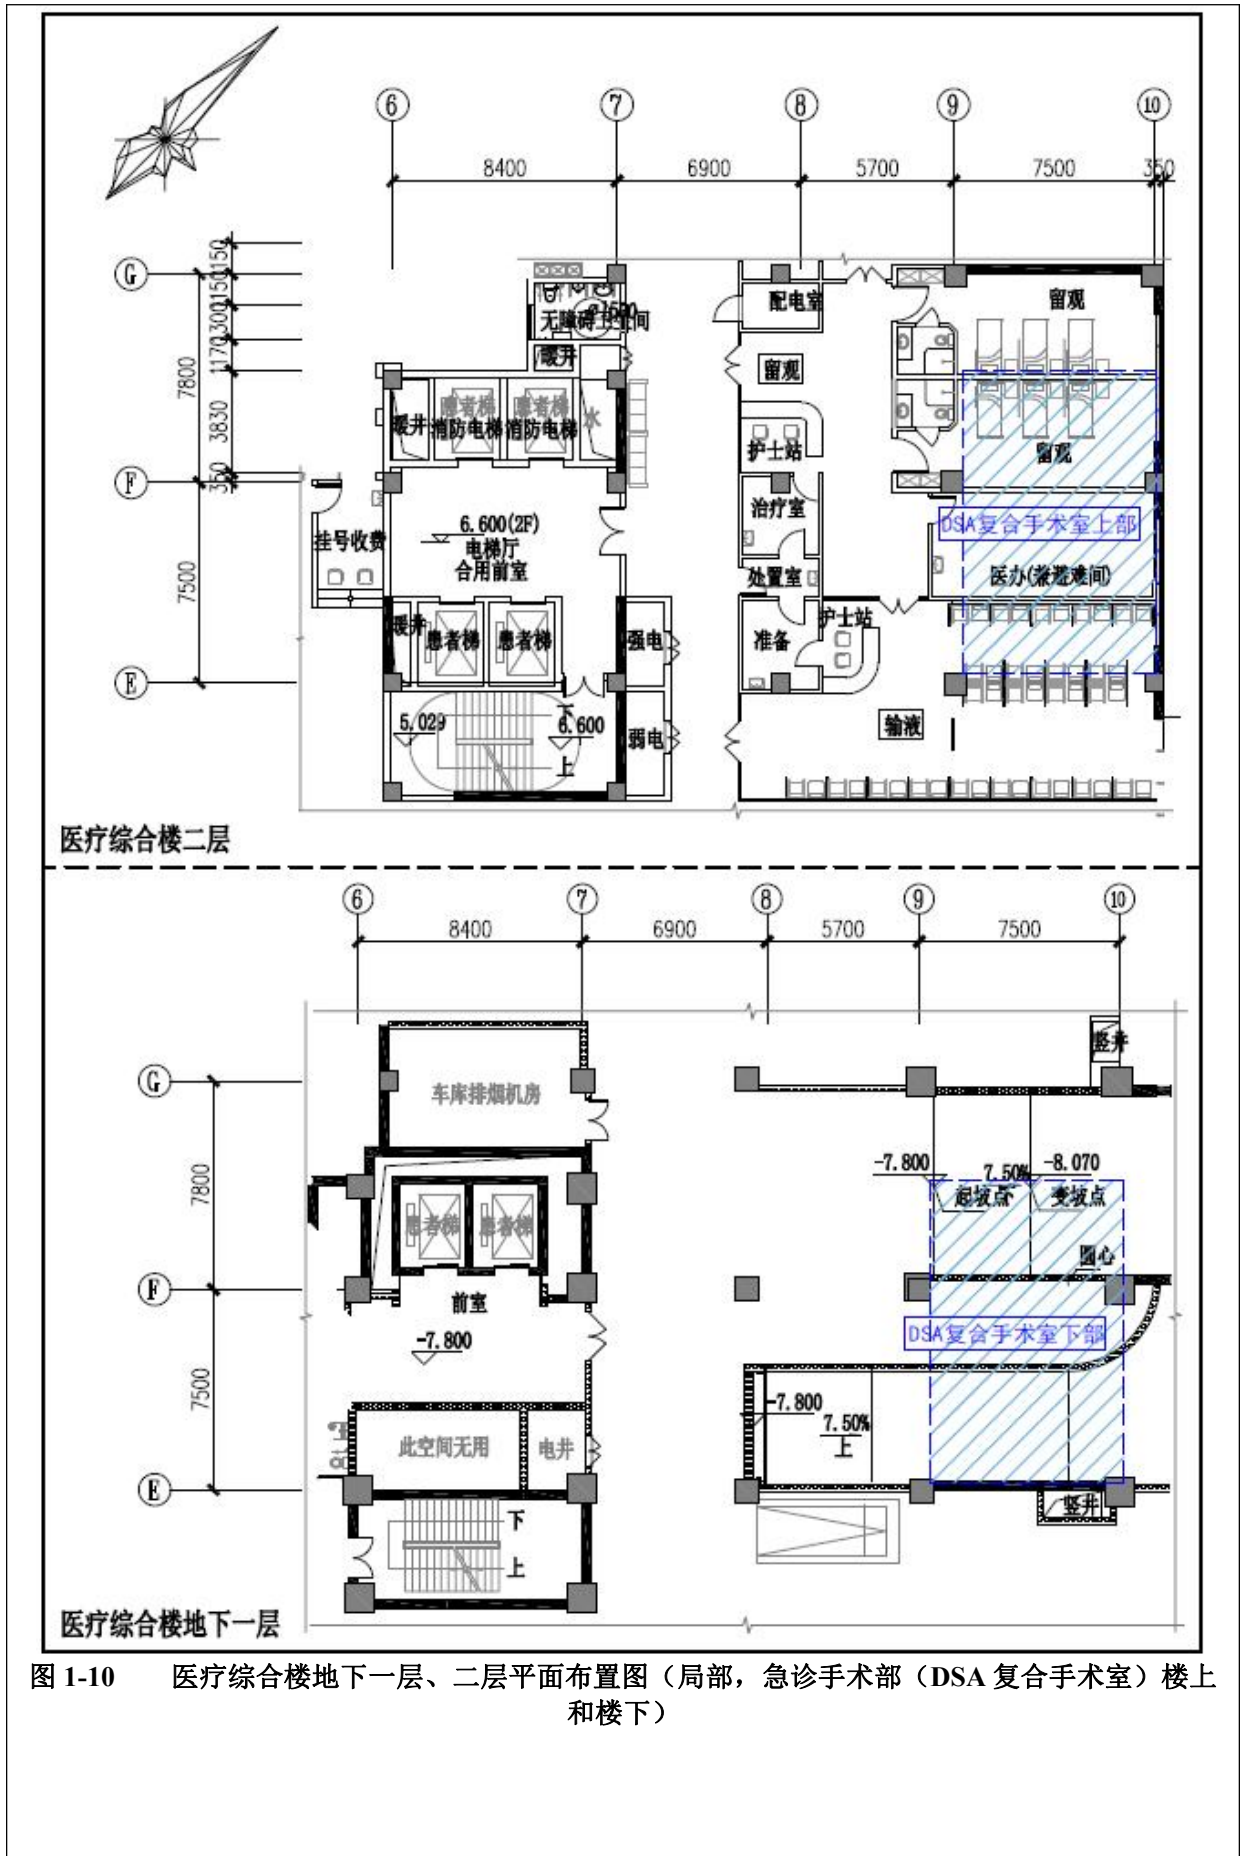 6 7 8 9 10
8400 6900 5700 7500 350
G
F
E
150
150
300
1170
3830
350
7800
7500
配电室
留观
无障碍卫生间
暖井
留观
患者梯 患者梯
暖井 消防电梯 消防电梯 水
护士站
留观
治疗室
DSA复合手术室上部
6.600(2F)
电梯厅
合用前室
挂号收费
处置室
医办(兼避难间)
暖井 患者梯 患者梯 强电
准备
护士站
下
5.029 6.600
弱电
输液
上
医疗综合楼二层
6 7 8 9 10
8400 6900 5700 7500
G
F
E
7800
7500
竖井
车库排烟机房
-7.800 7.50% -8.070
起坡点 变坡点
患者梯 患者梯
圆心
前室
DSA复合手术室下部
-7.800
-7.800
7.50%
上
此空间无用 电井
竖井
下
上
医疗综合楼地下一层
图 1-10 医疗综合楼地下一层、二层平面布置图（局部，急诊手术部（DSA 复合手术室）楼上
和楼下）